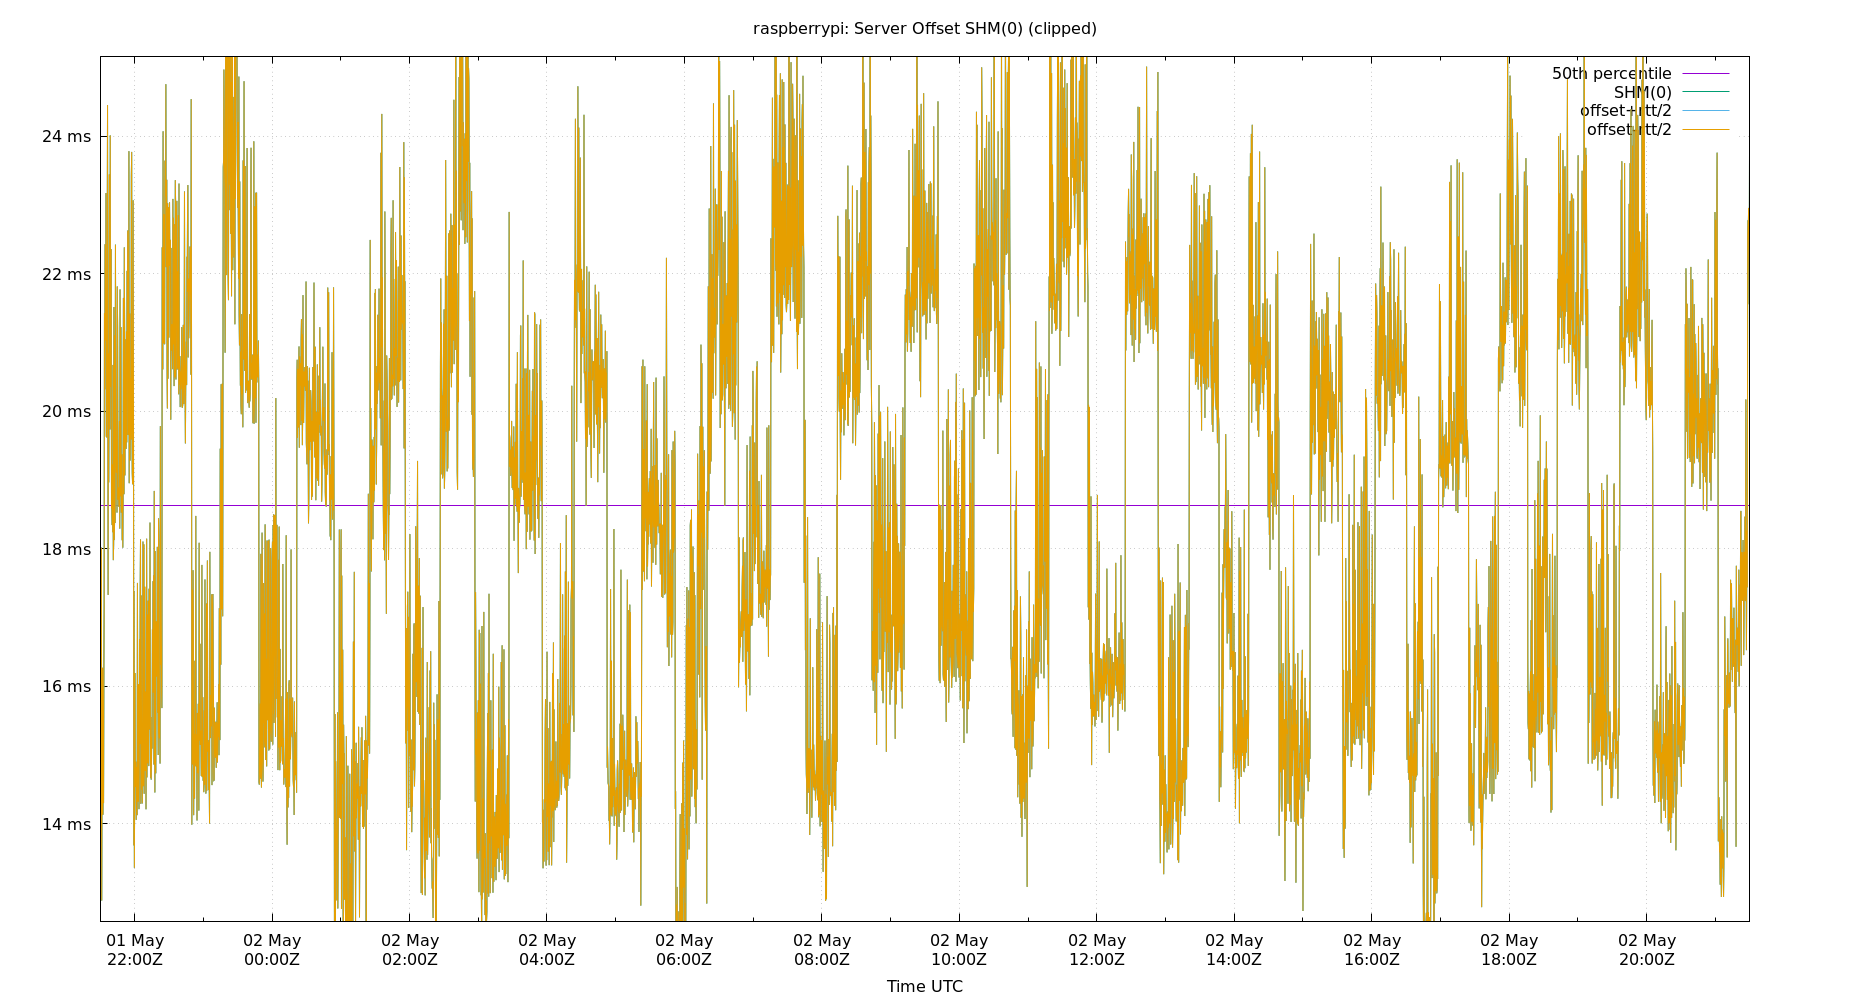 raspberrypi: Server Offset SHM(0) (clipped)
50th percentile
SHM(0)
offset+rtt/2
offset-rtt/2
24 ms
22 ms
20 ms
18 ms
16 ms
14 ms
01 May 02 May 02 May 02 May 02 May 02 May 02 May 02 May 02 May 02 May 02 May 02 May
22:00Z 00:00Z 02:00Z 04:00Z 06:00Z 08:00Z 10:00Z 12:00Z 14:00Z 16:00Z 18:00Z 20:00Z
Time UTC